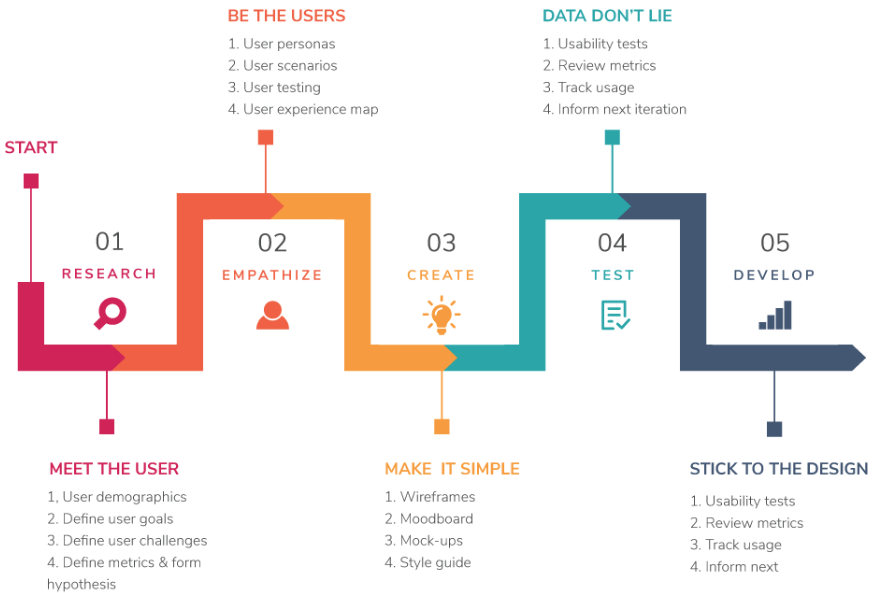 BE THE USERS
1. User personas
2. User scenarios
3. User testing
4. User experience map
DATA DON'T LIE
1. Usability tests
2. Review metrics
3. Track usage
4. Inform next iteration
START
01
RESEARCH
02
EMPATHIZE
03
CREATE
04
TEST
05
DEVELOP
MEET THE USER
1, User demographics
2. Define user goals
3. Define user challenges
4. Define metrics & form
hypothesis
MAKE IT SIMPLE
1. Wireframes
2. Moodboard
3. Mock-ups
4. Style guide
STICK TO THE DESIGN
1. Usability tests
2. Review metrics
3. Track usage
4. Inform next